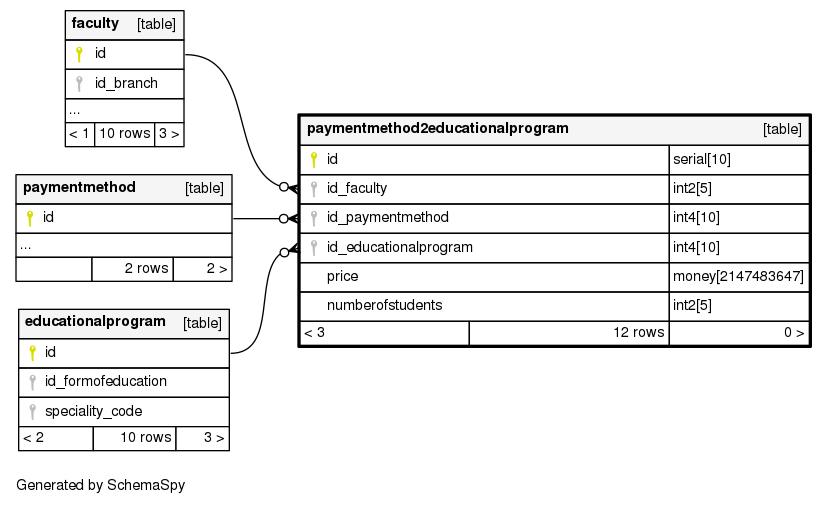 faculty [table]
id
id_branch
...
< 1 10 rows 3 >
paymentmethod [table]
id
...
2 rows 2 >
educationalprogram [table]
id
id_formofeducation
speciality_code
< 2 10 rows 3 >
paymentmethod2educationalprogram [table]
id serial[10]
id_faculty int2[5]
id_paymentmethod int4[10]
id_educationalprogram int4[10]
price money[2147483647]
numberofstudents int2[5]
< 3 12 rows 0 >
Generated by SchemaSpy